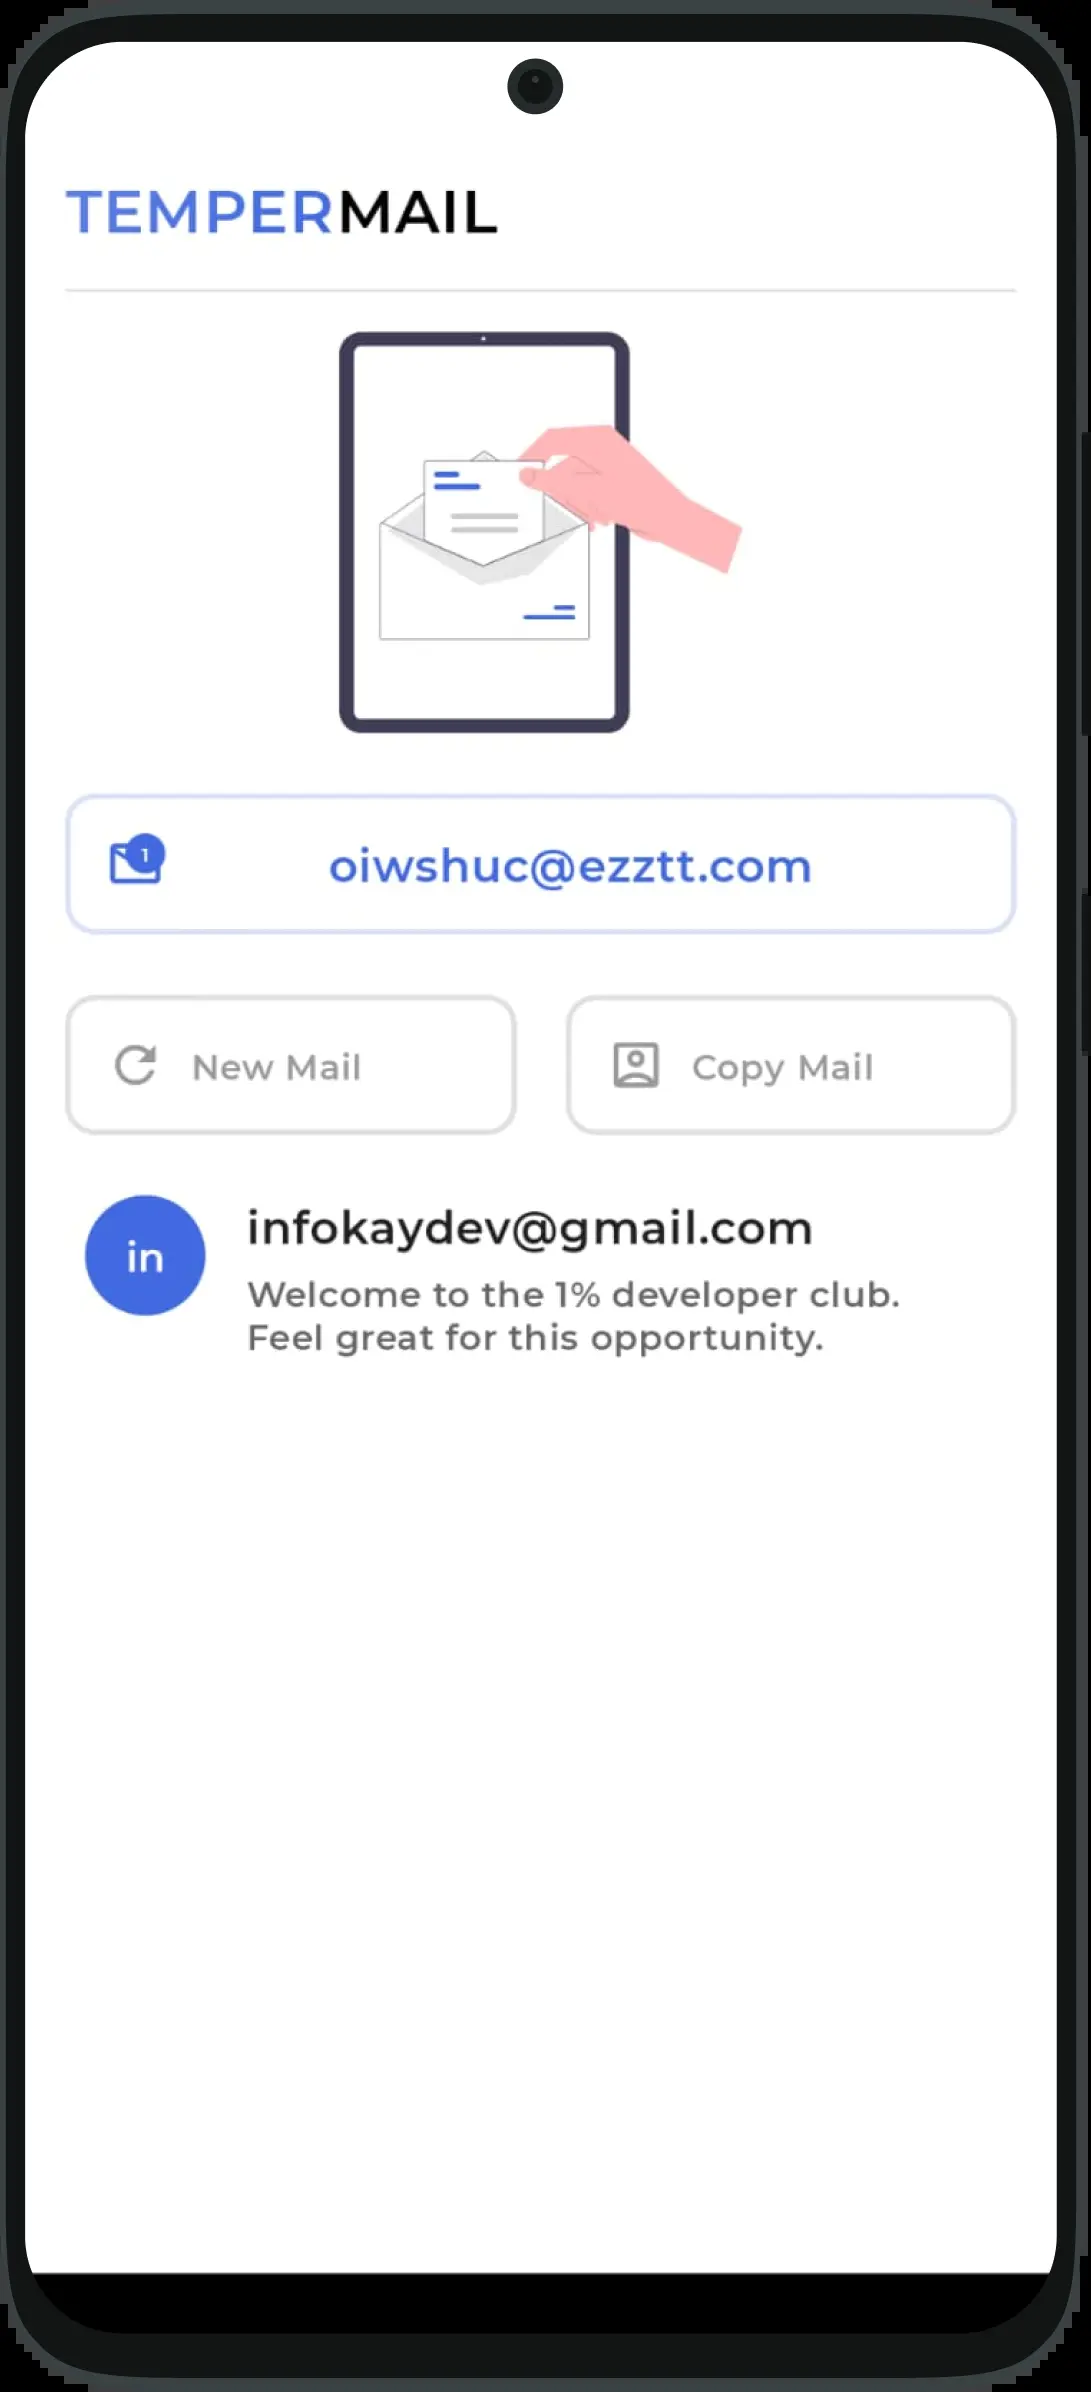 TEMPERMAIL
1
oiwshuc@ezztt.com
New Mail
Copy Mail
in
infokaydev@gmail.com
Welcome to the 1% developer club.
Feel great for this opportunity.